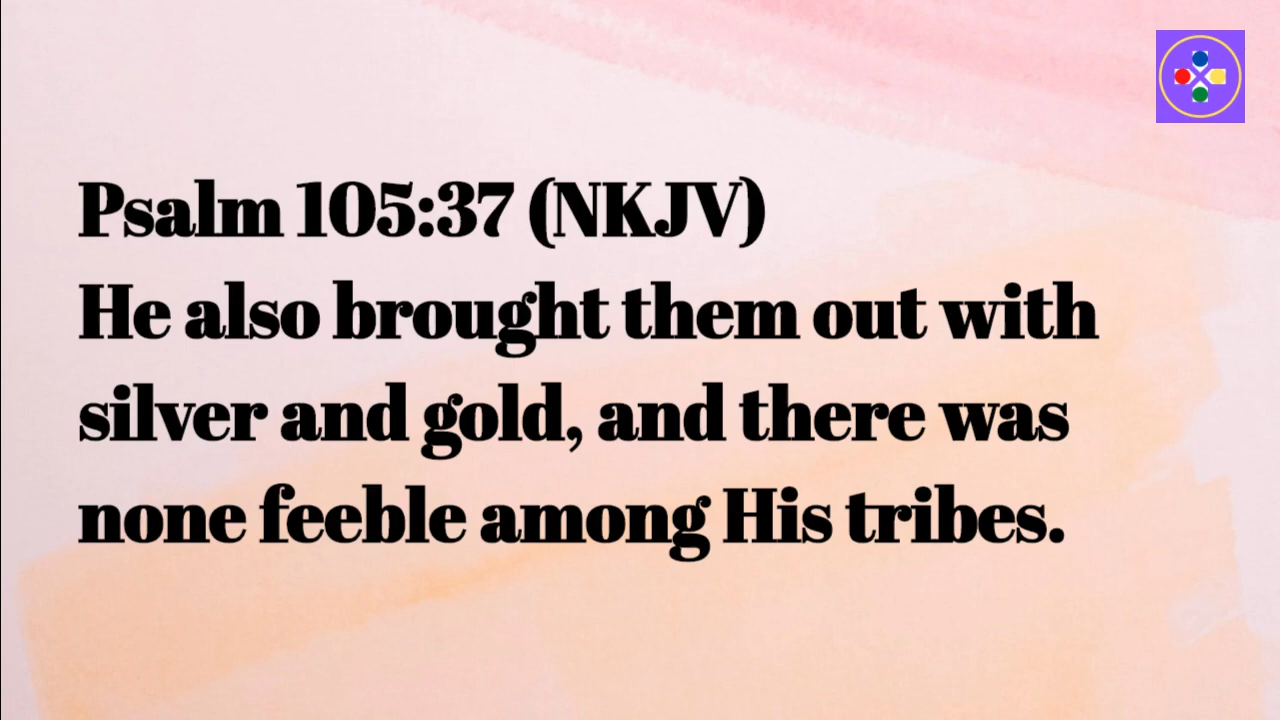 Psalm 105:37 (NKJV)
He also brought them out with
silver and gold, and there was
none feeble among His tribes.